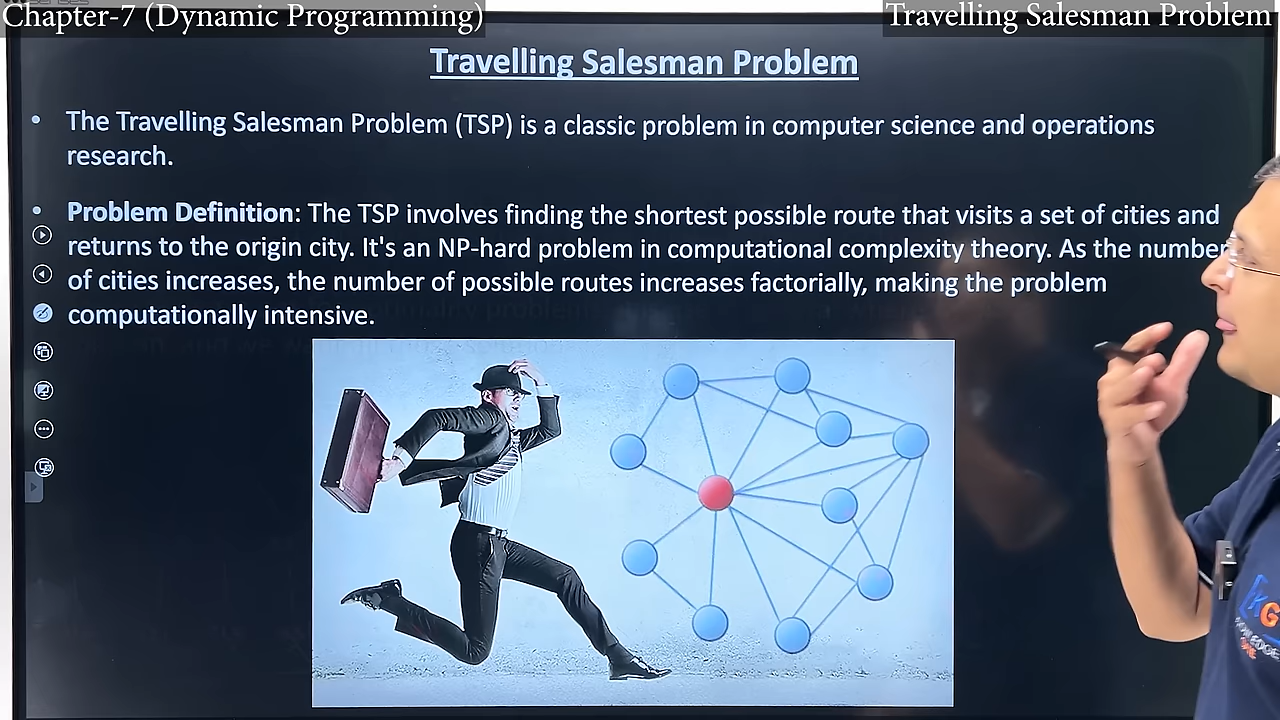 Chapter-7 (Dynamic Programming)
Travelling Salesman Problem
Travelling Salesman Problem
• The Travelling Salesman Problem (TSP) is a classic problem in computer science and operations
research.
• Problem Definition: The TSP involves finding the shortest possible route that visits a set of cities and
returns to the origin city. It's an NP-hard problem in computational complexity theory. As the number
of cities increases, the number of possible routes increases factorially, making the problem
computationally intensive.
KG